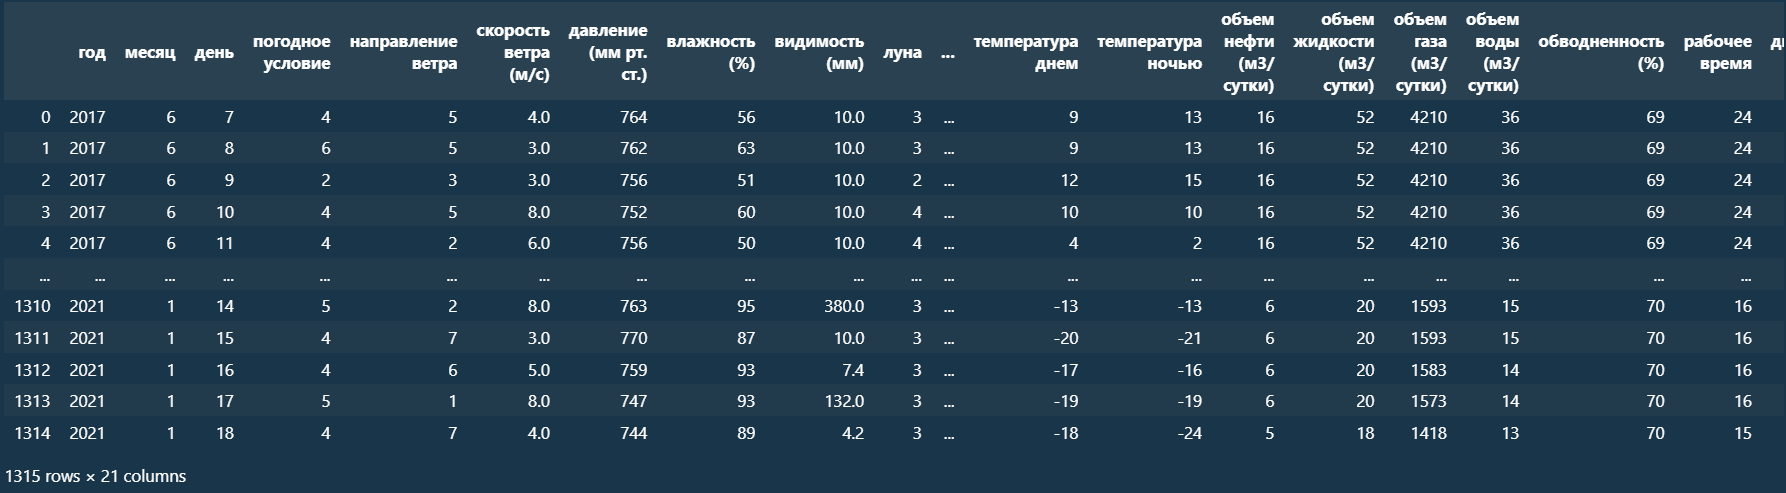 год месяц день погодное условие направление ветра скорость ветра (м/с) давление (мм рт. ст.) влажность (%) видимость (мм) луна ... температура днем температура ночью объем нефти (м3/ сутки) объем жидкости (м3/ сутки) объем газа (м3/ сутки) объем воды (м3/ сутки) обводненность (%) рабочее время
0 2017 6 7 4 5 4.0 764 56 10.0 3 ... 9 13 16 52 4210 36 69 24
1 2017 6 8 6 5 3.0 762 63 10.0 3 ... 9 13 16 52 4210 36 69 24
2 2017 6 9 2 3 3.0 756 51 10.0 2 ... 12 15 16 52 4210 36 69 24
3 2017 6 10 4 5 8.0 752 60 10.0 4 ... 10 10 16 52 4210 36 69 24
4 2017 6 11 4 2 6.0 756 50 10.0 4 ... 4 2 16 52 4210 36 69 24
... ... ... ... ... ... ... ... ... ... ... ... ... ... ... ... ... ... ... ...
1310 2021 1 14 5 2 8.0 763 95 380.0 3 ... -13 -13 6 20 1593 15 70 16
1311 2021 1 15 4 7 3.0 770 87 10.0 3 ... -20 -21 6 20 1593 15 70 16
1312 2021 1 16 4 6 5.0 759 93 7.4 3 ... -17 -16 6 20 1583 14 70 16
1313 2021 1 17 5 1 8.0 747 93 132.0 3 ... -19 -19 6 20 1573 14 70 16
1314 2021 1 18 4 7 4.0 744 89 4.2 3 ... -18 -24 5 18 1418 13 70 15
1315 rows × 21 columns